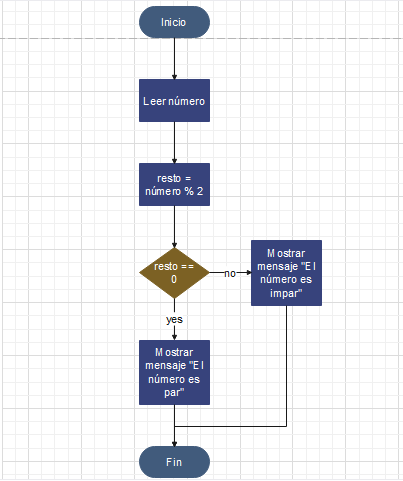 Inicio
Leer número
resto =
número % 2
resto ==
0
no
Mostrar
mensaje "El
número es
impar"
yes
Mostrar
mensaje "El
número es
par"
Fin